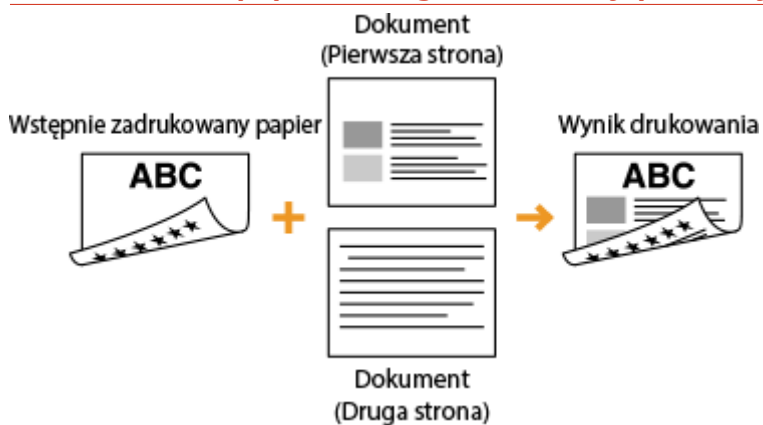 Dokument
(Pierwsza strona)
Wstępnie zadrukowany papier
Wynik drukowania
ABC
ABC
Dokument
(Druga strona)